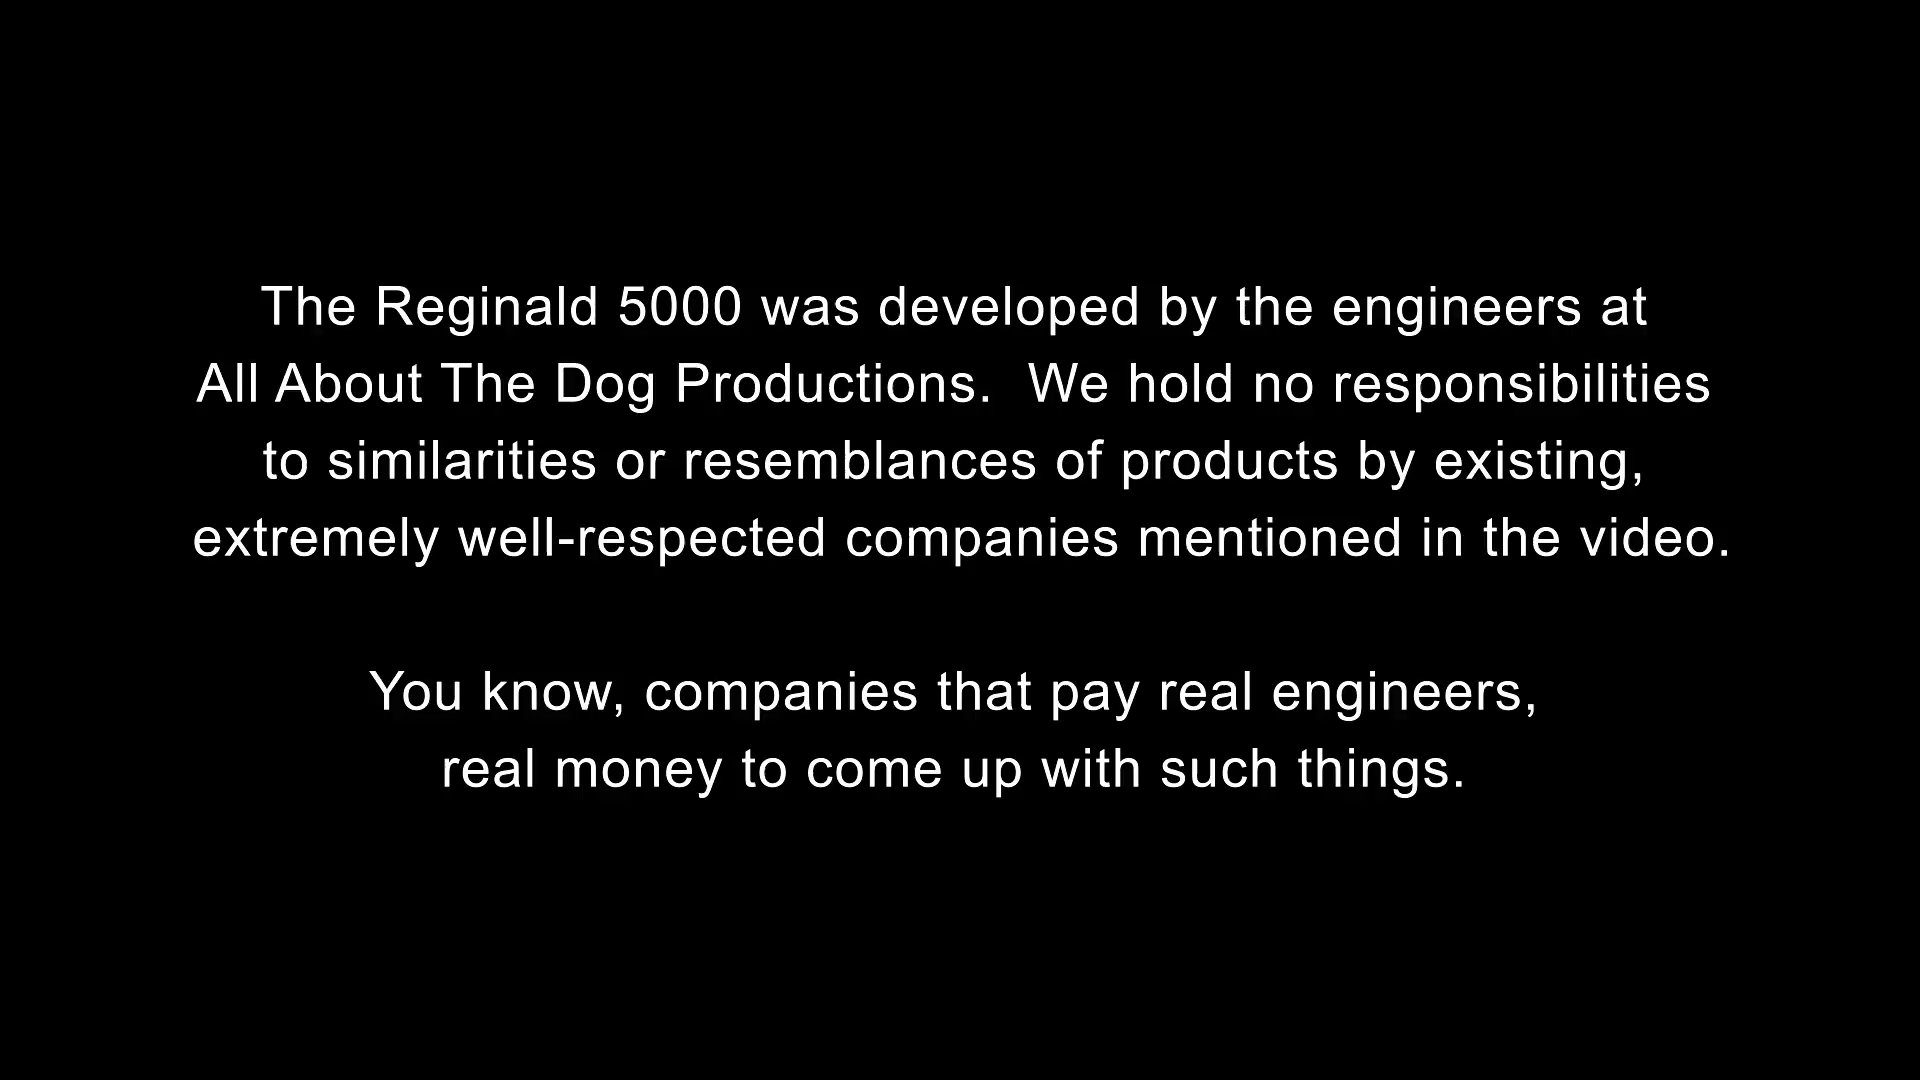 The Reginald 5000 was developed by the engineers at
All About The Dog Productions.  We hold no responsibilities
to similarities or resemblances of products by existing,
extremely well-respected companies mentioned in the video.
You know, companies that pay real engineers,
real money to come up with such things.